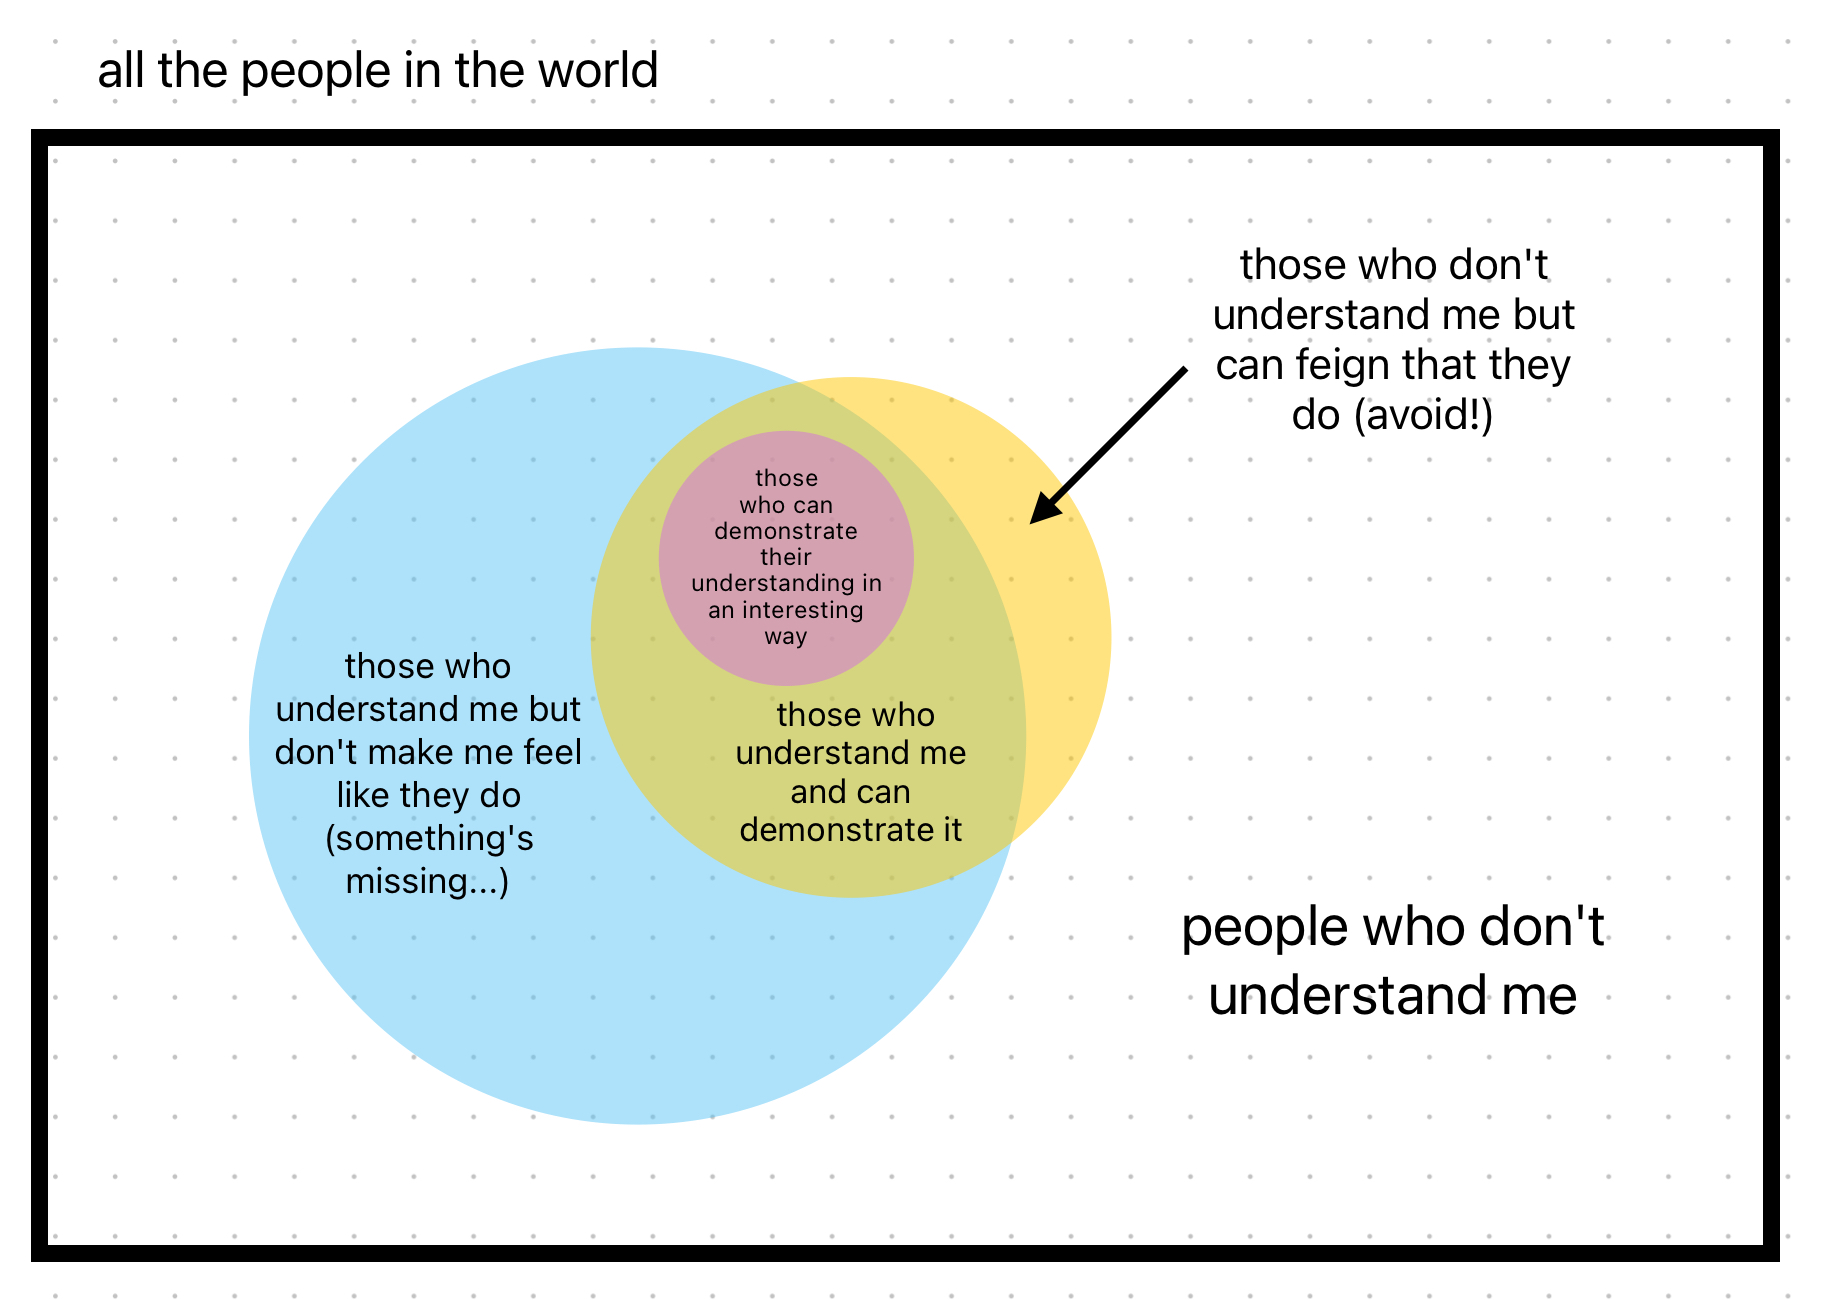 all the people in the world
those who don't
understand me but
can feign that they
do (avoid!)
those
who can
demonstrate
their
understanding in
an interesting
way
those who
understand me but
don't make me feel
like they do
(something's
missing...)
those who
understand me
and can
demonstrate it
people who don't
understand me